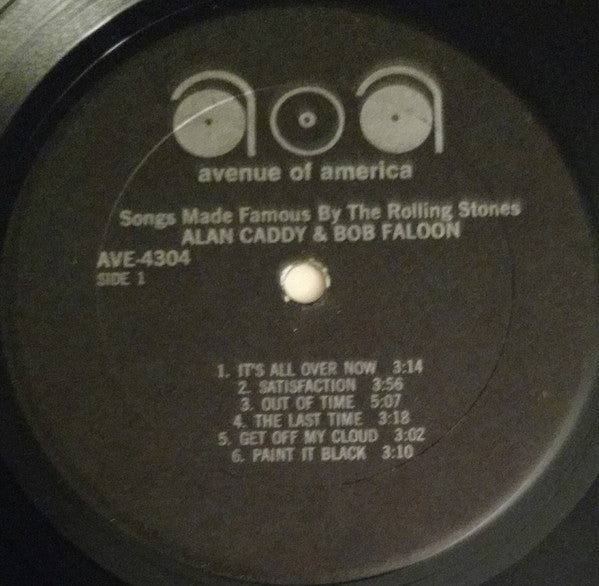 aoa
avenue of america
Songs Made Famous By The Rolling Stones
ALAN CADDY & BOB FALOON
AVE-4304
SIDE 1
1. IT'S ALL OVER NOW 3:14
2. SATISFACTION 3:56
3. OUT OF TIME 5:07
4. THE LAST TIME 3:18
5. GET OFF MY CLOUD 3:02
6. PAINT IT BLACK 3:10